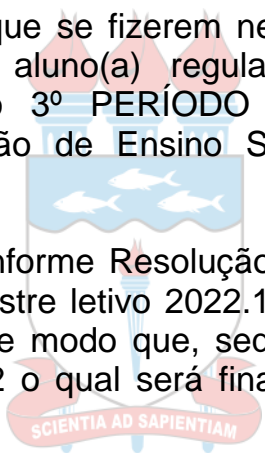 que se fizerem ne
aluno(a) regula
o 3º PERÍODO
ão de Ensino S
nforme Resolução
stre letivo 2022.1
e modo que, sed
2 o qual será fina
SCIENTIA AD SAPIENTIAM